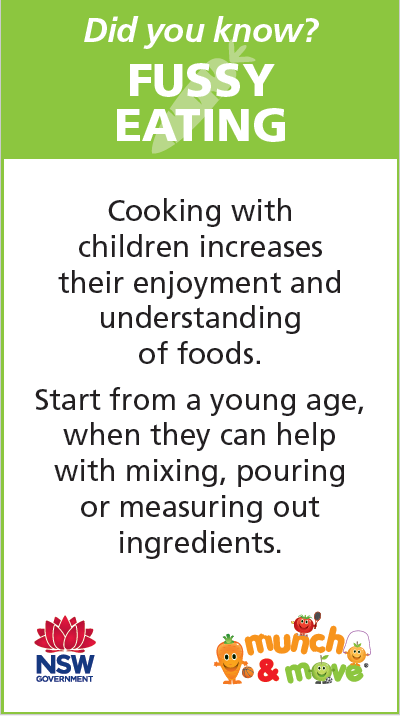 Did you know?
FUSSY
EATING
Cooking with
children increases
their enjoyment and
understanding
of foods.
Start from a young age,
when they can help
with mixing, pouring
or measuring out
ingredients.
NSW
GOVERNMENT
munch
& move®